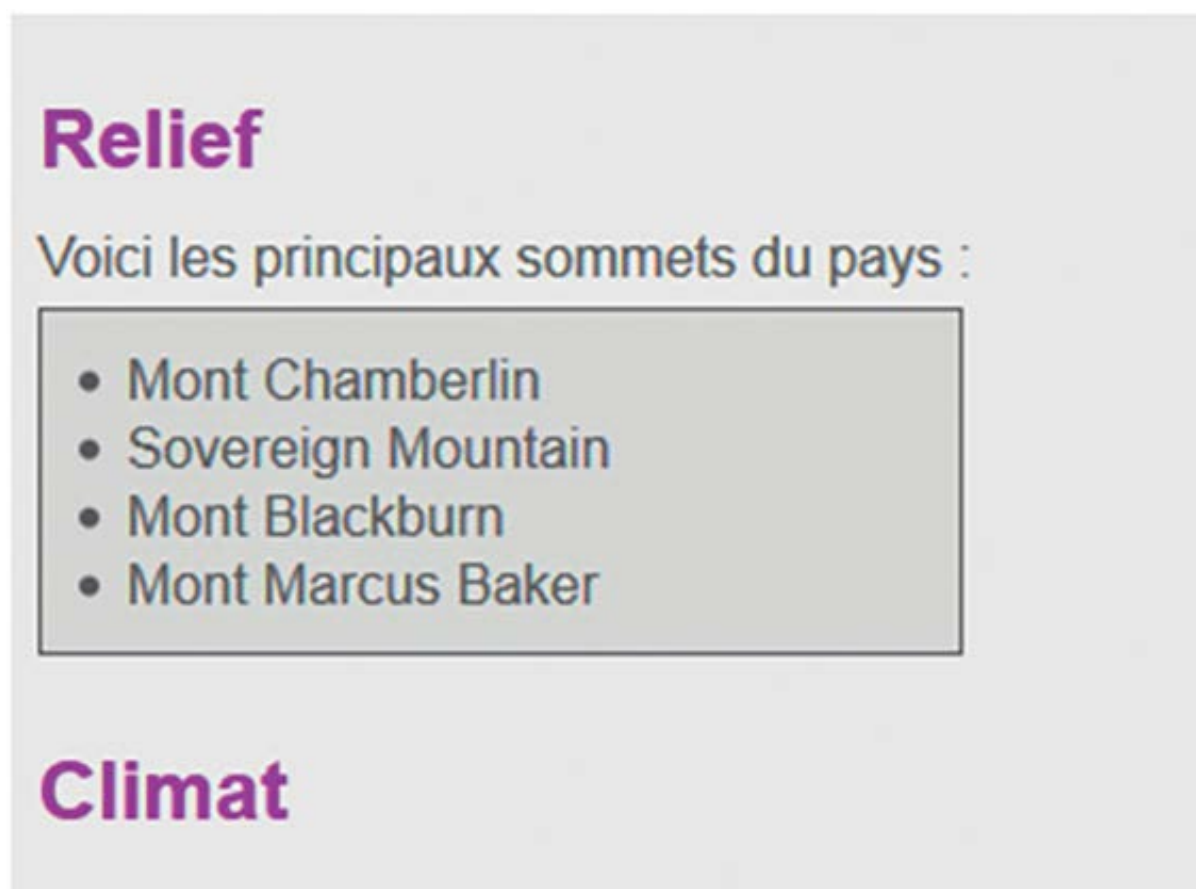 Relief
Voici les principaux sommets du pays :
Mont Chamberlin
Sovereign Mountain
Mont Blackburn
Mont Marcus Baker
Climat